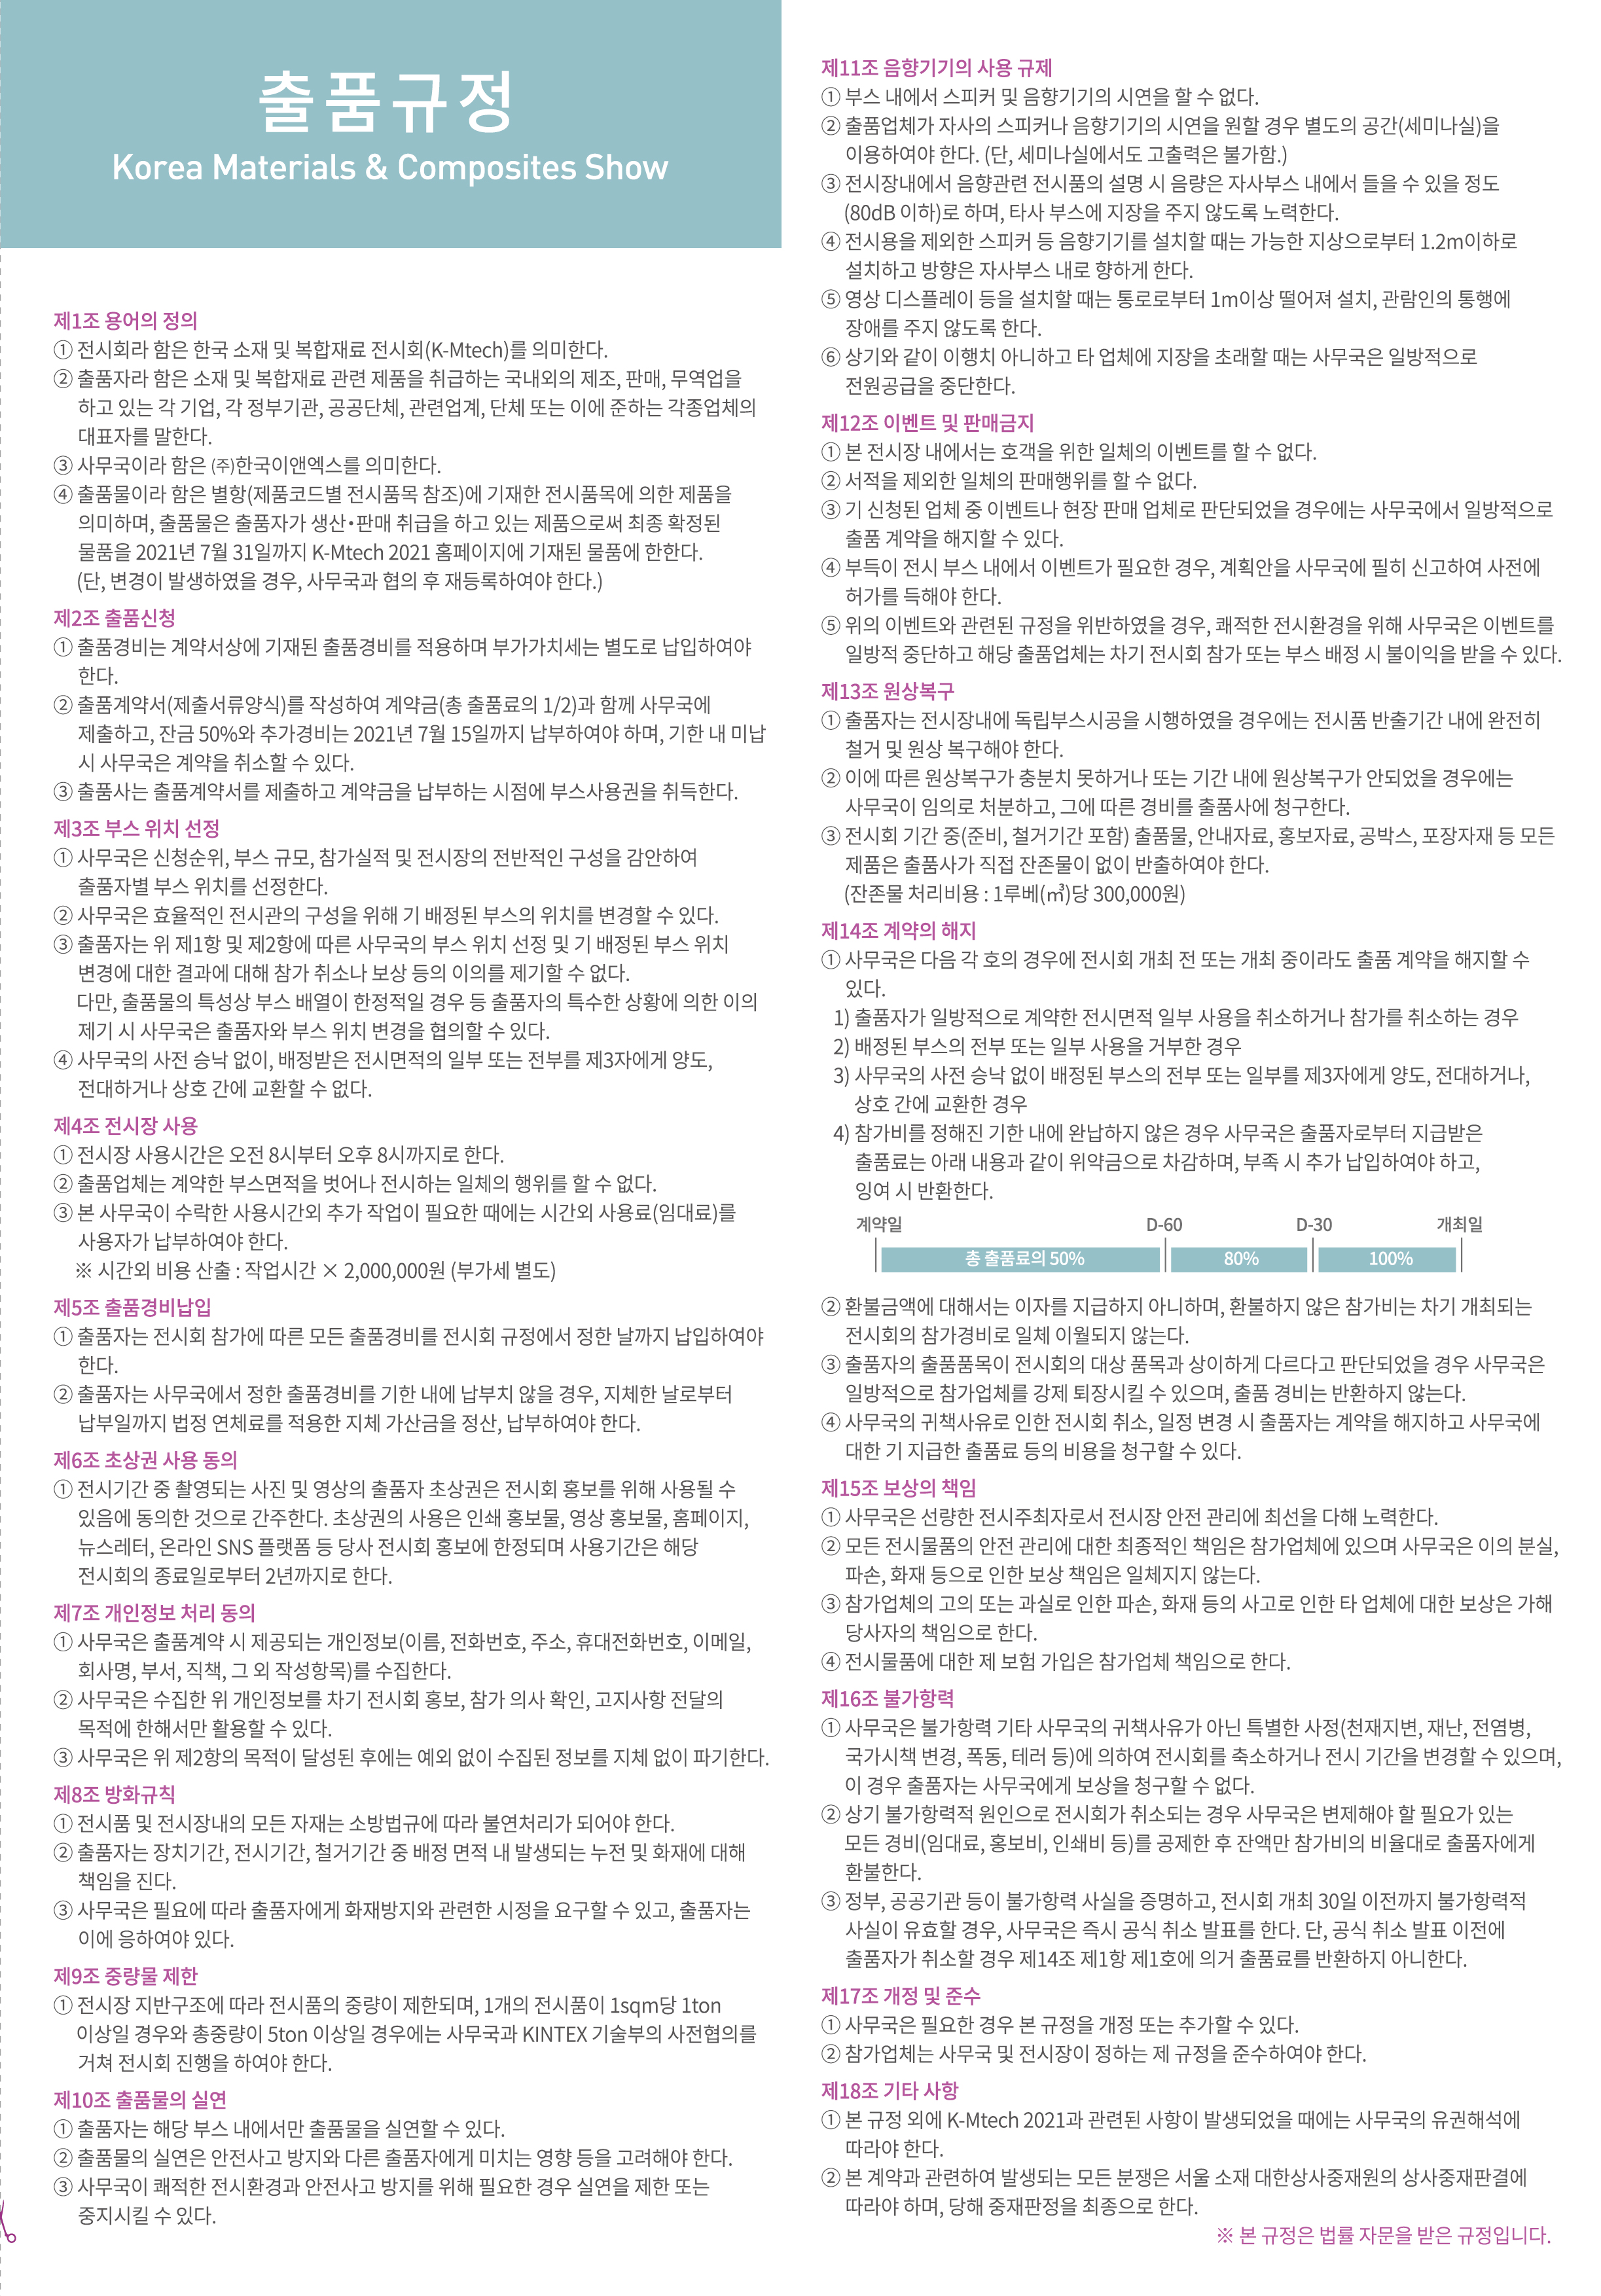 출품규정
Korea Materials & Composites Show
제1조 용어의 정의
① 전시회라 함은 한국 소재 및 복합재료 전시회(K-Mtech)를 의미한다.
② 출품자라 함은 소재 및 복합재료 관련 제품을 취급하는 국내외의 제조, 판매, 무역업을
하고 있는 각 기업, 각 정부기관, 공공단체, 관련업계, 단체 또는 이에 준하는 각종업체의
대표자를 말한다.
③ 사무국이라 함은 ㈜한국이앤엑스를 의미한다.
④ 출품물이라 함은 별항(제품코드별 전시품목 참조)에 기재한 전시품목에 의한 제품을
의미하며, 출품물은 출품자가 생산·판매 취급을 하고 있는 제품으로써 최종 확정된
물품을 2021년 7월 31일까지 K-Mtech 2021 홈페이지에 기재된 물품에 한한다.
(단, 변경이 발생하였을 경우, 사무국과 협의 후 재등록하여야 한다.)
제2조 출품신청
① 출품경비는 계약서상에 기재된 출품경비를 적용하며 부가가치세는 별도로 납입하여야
한다.
② 출품계약서(제출서류양식)를 작성하여 계약금(총 출품료의 1/2)과 함께 사무국에
제출하고, 잔금 50%와 추가경비는 2021년 7월 15일까지 납부하여야 하며, 기한 내 미납
시 사무국은 계약을 취소할 수 있다.
③ 출품사는 출품계약서를 제출하고 계약금을 납부하는 시점에 부스사용권을 취득한다.
제3조 부스 위치 선정
① 사무국은 신청순위, 부스 규모, 참가실적 및 전시장의 전반적인 구성을 감안하여
출품자별 부스 위치를 선정한다.
② 사무국은 효율적인 전시관의 구성을 위해 기 배정된 부스의 위치를 변경할 수 있다.
③ 출품자는 위 제1항 및 제2항에 따른 사무국의 부스 위치 선정 및 기 배정된 부스 위치
변경에 대한 결과에 대해 참가 취소나 보상 등의 이의를 제기할 수 없다.
다만, 출품물의 특성상 부스 배열이 한정적일 경우 등 출품자의 특수한 상황에 의한 이의
제기 시 사무국은 출품자와 부스 위치 변경을 협의할 수 있다.
④ 사무국의 사전 승낙 없이, 배정받은 전시면적의 일부 또는 전부를 제3자에게 양도,
전대하거나 상호 간에 교환할 수 없다.
제4조 전시장 사용
① 전시장 사용시간은 오전 8시부터 오후 8시까지로 한다.
② 출품업체는 계약한 부스면적을 벗어나 전시하는 일체의 행위를 할 수 없다.
③ 본 사무국이 수락한 사용시간외 추가 작업이 필요한 때에는 시간외 사용료(임대료)를
사용자가 납부하여야 한다.
※ 시간외 비용 산출 : 작업시간 × 2,000,000원 (부가세 별도)
제5조 출품경비납입
① 출품자는 전시회 참가에 따른 모든 출품경비를 전시회 규정에서 정한 날까지 납입하여야
한다.
② 출품자는 사무국에서 정한 출품경비를 기한 내에 납부치 않을 경우, 지체한 날로부터
납부일까지 법정 연체료를 적용한 지체 가산금을 정산, 납부하여야 한다.
제6조 초상권 사용 동의
① 전시기간 중 촬영되는 사진 및 영상의 출품자 초상권은 전시회 홍보를 위해 사용될 수
있음에 동의한 것으로 간주한다. 초상권의 사용은 인쇄 홍보물, 영상 홍보물, 홈페이지,
뉴스레터, 온라인 SNS 플랫폼 등 당사 전시회 홍보에 한정되며 사용기간은 해당
전시회의 종료일로부터 2년까지로 한다.
제7조 개인정보 처리 동의
① 사무국은 출품계약 시 제공되는 개인정보(이름, 전화번호, 주소, 휴대전화번호, 이메일,
회사명, 부서, 직책, 그 외 작성항목)를 수집한다.
② 사무국은 수집한 위 개인정보를 차기 전시회 홍보, 참가 의사 확인, 고지사항 전달의
목적에 한해서만 활용할 수 있다.
③ 사무국은 위 제2항의 목적이 달성된 후에는 예외 없이 수집된 정보를 지체 없이 파기한다.
제8조 방화규칙
① 전시품 및 전시장내의 모든 자재는 소방법규에 따라 불연처리가 되어야 한다.
② 출품자는 장치기간, 전시기간, 철거기간 중 배정 면적 내 발생되는 누전 및 화재에 대해
책임을 진다.
③ 사무국은 필요에 따라 출품자에게 화재방지와 관련한 시정을 요구할 수 있고, 출품자는
이에 응하여야 있다.
제9조 중량물 제한
① 전시장 지반구조에 따라 전시품의 중량이 제한되며, 1개의 전시품이 1sqm당 1ton
이상일 경우와 총중량이 5ton 이상일 경우에는 사무국과 KINTEX 기술부의 사전협의를
거쳐 전시회 진행을 하여야 한다.
제10조 출품물의 실연
① 출품자는 해당 부스 내에서만 출품물을 실연할 수 있다.
② 출품물의 실연은 안전사고 방지와 다른 출품자에게 미치는 영향 등을 고려해야 한다.
③ 사무국이 쾌적한 전시환경과 안전사고 방지를 위해 필요한 경우 실연을 제한 또는
중지시킬 수 있다.
제11조 음향기기의 사용 규제
① 부스 내에서 스피커 및 음향기기의 시연을 할 수 없다.
② 출품업체가 자사의 스피커나 음향기기의 시연을 원할 경우 별도의 공간(세미나실)을
이용하여야 한다. (단, 세미나실에서도 고출력은 불가함.)
③ 전시장내에서 음향관련 전시품의 설명 시 음량은 자사부스 내에서 들을 수 있을 정도
(80dB 이하)로 하며, 타사 부스에 지장을 주지 않도록 노력한다.
④ 전시용을 제외한 스피커 등 음향기기를 설치할 때는 가능한 지상으로부터 1.2m이하로
설치하고 방향은 자사부스 내로 향하게 한다.
⑤ 영상 디스플레이 등을 설치할 때는 통로로부터 1m이상 떨어져 설치, 관람인의 통행에
장애를 주지 않도록 한다.
⑥ 상기와 같이 이행치 아니하고 타 업체에 지장을 초래할 때는 사무국은 일방적으로
전원공급을 중단한다.
제12조 이벤트 및 판매금지
① 본 전시장 내에서는 호객을 위한 일체의 이벤트를 할 수 없다.
② 서적을 제외한 일체의 판매행위를 할 수 없다.
③ 기 신청된 업체 중 이벤트나 현장 판매 업체로 판단되었을 경우에는 사무국에서 일방적으로
출품 계약을 해지할 수 있다.
④ 부득이 전시 부스 내에서 이벤트가 필요한 경우, 계획안을 사무국에 필히 신고하여 사전에
허가를 득해야 한다.
⑤ 위의 이벤트와 관련된 규정을 위반하였을 경우, 쾌적한 전시환경을 위해 사무국은 이벤트를
일방적 중단하고 해당 출품업체는 차기 전시회 참가 또는 부스 배정 시 불이익을 받을 수 있다.
제13조 원상복구
① 출품자는 전시장내에 독립부스시공을 시행하였을 경우에는 전시품 반출기간 내에 완전히
철거 및 원상 복구해야 한다.
② 이에 따른 원상복구가 충분치 못하거나 또는 기간 내에 원상복구가 안되었을 경우에는
사무국이 임의로 처분하고, 그에 따른 경비를 출품사에 청구한다.
③ 전시회 기간 중(준비, 철거기간 포함) 출품물, 안내자료, 홍보자료, 공박스, 포장자재 등 모든
제품은 출품사가 직접 잔존물이 없이 반출하여야 한다.
(잔존물 처리비용 : 1루베(㎥)당 300,000원)
제14조 계약의 해지
① 사무국은 다음 각 호의 경우에 전시회 개최 전 또는 개최 중이라도 출품 계약을 해지할 수
있다.
1) 출품자가 일방적으로 계약한 전시면적 일부 사용을 취소하거나 참가를 취소하는 경우
2) 배정된 부스의 전부 또는 일부 사용을 거부한 경우
3) 사무국의 사전 승낙 없이 배정된 부스의 전부 또는 일부를 제3자에게 양도, 전대하거나,
상호 간에 교환한 경우
4) 참가비를 정해진 기한 내에 완납하지 않은 경우 사무국은 출품자로부터 지급받은
출품료는 아래 내용과 같이 위약금으로 차감하며, 부족 시 추가 납입하여야 하고,
잉여 시 반환한다.
계약일 D-60 D-30 개최일
총 출품료의 50% 80% 100%
② 환불금액에 대해서는 이자를 지급하지 아니하며, 환불하지 않은 참가비는 차기 개최되는
전시회의 참가경비로 일체 이월되지 않는다.
③ 출품자의 출품품목이 전시회의 대상 품목과 상이하게 다르다고 판단되었을 경우 사무국은
일방적으로 참가업체를 강제 퇴장시킬 수 있으며, 출품 경비는 반환하지 않는다.
④ 사무국의 귀책사유로 인한 전시회 취소, 일정 변경 시 출품자는 계약을 해지하고 사무국에
대한 기 지급한 출품료 등의 비용을 청구할 수 있다.
제15조 보상의 책임
① 사무국은 선량한 전시주최자로서 전시장 안전 관리에 최선을 다해 노력한다.
② 모든 전시물품의 안전 관리에 대한 최종적인 책임은 참가업체에 있으며 사무국은 이의 분실,
파손, 화재 등으로 인한 보상 책임은 일체지지 않는다.
③ 참가업체의 고의 또는 과실로 인한 파손, 화재 등의 사고로 인한 타 업체에 대한 보상은 가해
당사자의 책임으로 한다.
④ 전시물품에 대한 제 보험 가입은 참가업체 책임으로 한다.
제16조 불가항력
① 사무국은 불가항력 기타 사무국의 귀책사유가 아닌 특별한 사정(천재지변, 재난, 전염병,
국가시책 변경, 폭동, 테러 등)에 의하여 전시회를 축소하거나 전시 기간을 변경할 수 있으며,
이 경우 출품자는 사무국에게 보상을 청구할 수 없다.
② 상기 불가항력적 원인으로 전시회가 취소되는 경우 사무국은 변제해야 할 필요가 있는
모든 경비(임대료, 홍보비, 인쇄비 등)를 공제한 후 잔액만 참가비의 비율대로 출품자에게
환불한다.
③ 정부, 공공기관 등이 불가항력 사실을 증명하고, 전시회 개최 30일 이전까지 불가항력적
사실이 유효할 경우, 사무국은 즉시 공식 취소 발표를 한다. 단, 공식 취소 발표 이전에
출품자가 취소할 경우 제14조 제1항 제1호에 의거 출품료를 반환하지 아니한다.
제17조 개정 및 준수
① 사무국은 필요한 경우 본 규정을 개정 또는 추가할 수 있다.
② 참가업체는 사무국 및 전시장이 정하는 제 규정을 준수하여야 한다.
제18조 기타 사항
① 본 규정 외에 K-Mtech 2021과 관련된 사항이 발생되었을 때에는 사무국의 유권해석에
따라야 한다.
② 본 계약과 관련하여 발생되는 모든 분쟁은 서울 소재 대한상사중재원의 상사중재판결에
따라야 하며, 당해 중재판정을 최종으로 한다.
※ 본 규정은 법률 자문을 받은 규정입니다.